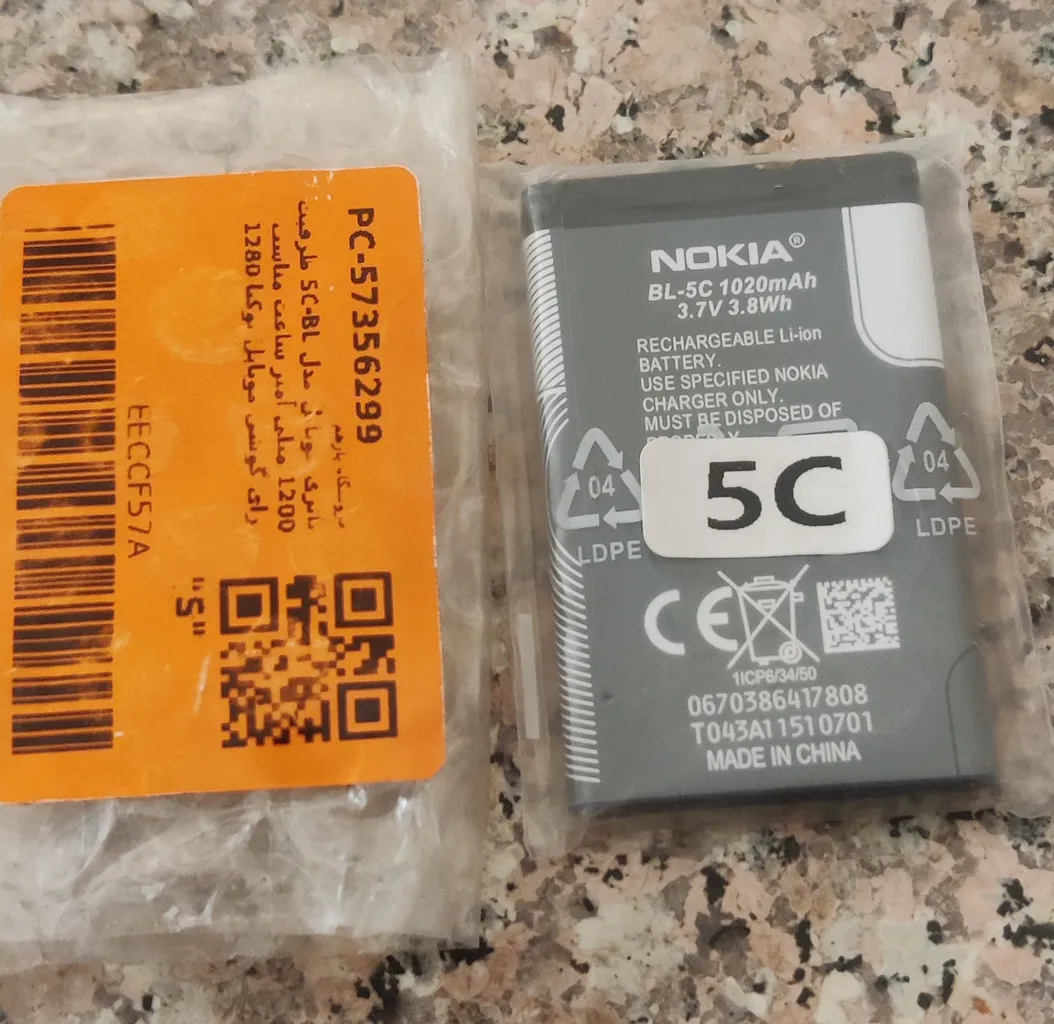 PC-57356299
باتری موبایل مدل 5C-BL ظرفیت
1200 میلی آمپر ساعت مناسب
برای گوشی موبایل نوکیا 1280
EECCF57A
"S"
NOKIA®
BL-5C 1020mAh
3.7V 3.8Wh
RECHARGEABLE Li-ion
BATTERY.
USE SPECIFIED NOKIA
CHARGER ONLY.
MUST BE DISPOSED OF
5C
04
LDPE
04
LDPE
CE
1ICP6/34/50
0670386417808
T043A11510701
MADE IN CHINA